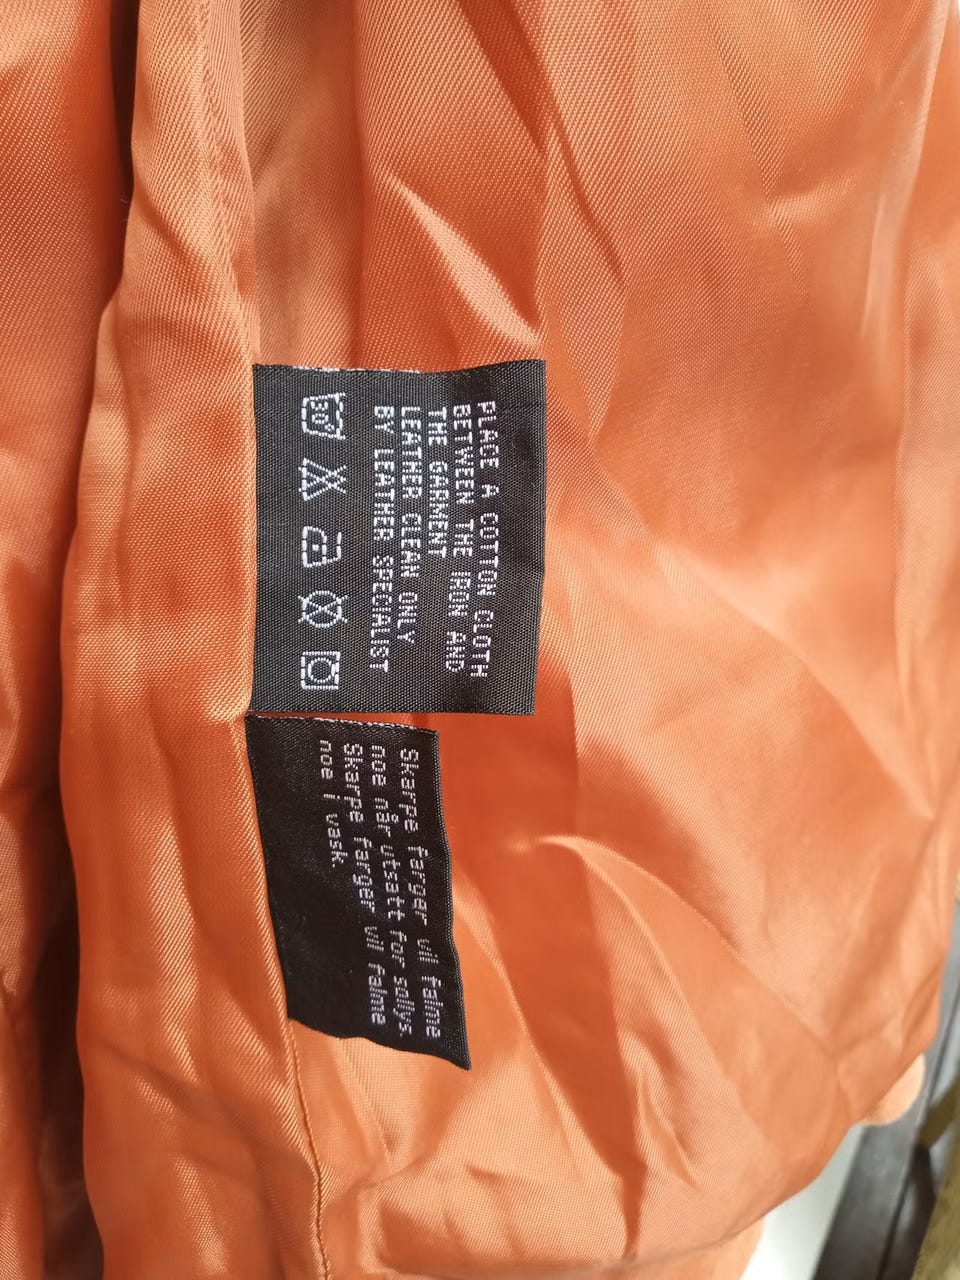 PLACE A COTTON CLOTH
BETWEEN THE IRON AND
THE GARMENT
LEATHER CLEAN ONLY
BY LEATHER SPECIALIST
30°
Skarpe farger vil falme
noe når utsatt for sollys.
Skarpe farger vil falme
noe i vask.